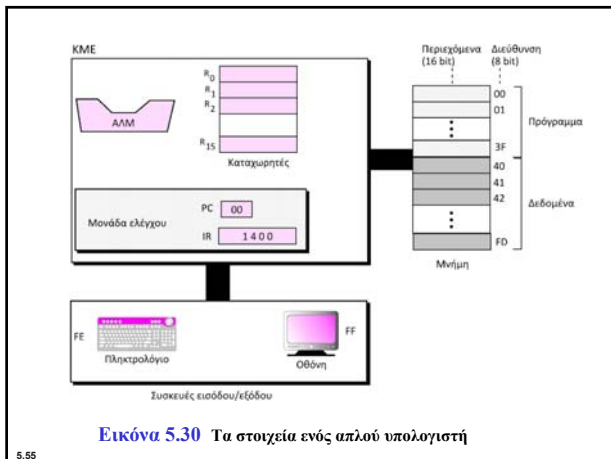 ΚΜΕ
Περιεχόμενα Διεύθυνση
(16 bit) (8 bit)
R0
R1
R2
R15
ΑΛΜ
Καταχωρητές
00
01
3F
40
41
42
FD
Πρόγραμμα
Δεδομένα
Μνήμη
Μονάδα ελέγχου
PC 00
IR 1400
FE
Πληκτρολόγιο
FF
Οθόνη
Συσκευές εισόδου/εξόδου
Εικόνα 5.30 Τα στοιχεία ενός απλού υπολογιστή
5.55